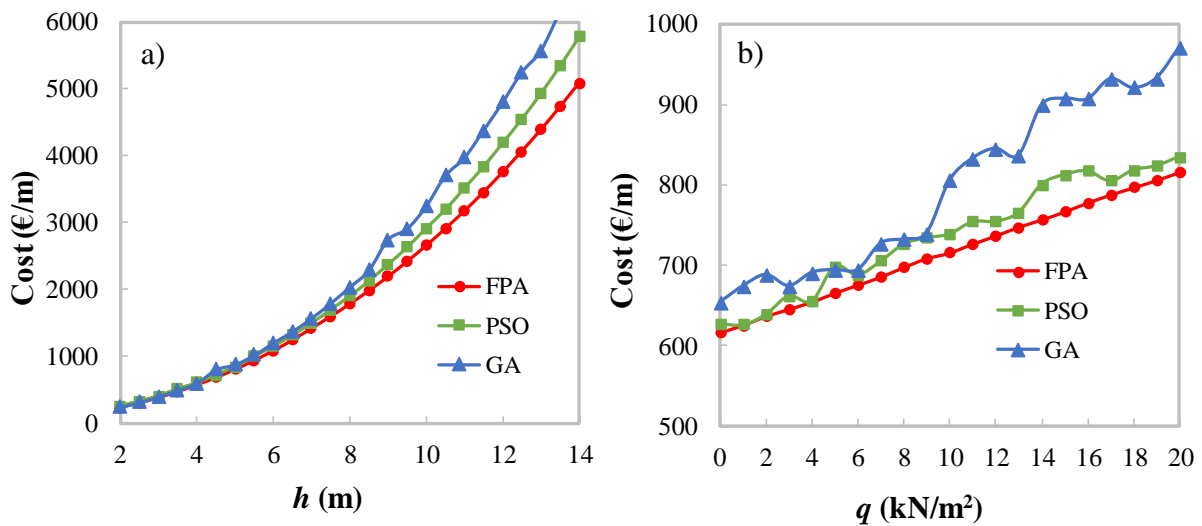 a)
Cost (€/m)
6000
5000
4000
3000
2000
1000
0
2 4 6 8 10 12 14
h (m)
FPA
PSO
GA
b)
Cost (€/m)
1000
900
800
700
600
500
0 2 4 6 8 10 12 14 16 18 20
q (kN/m²)
FPA
PSO
GA